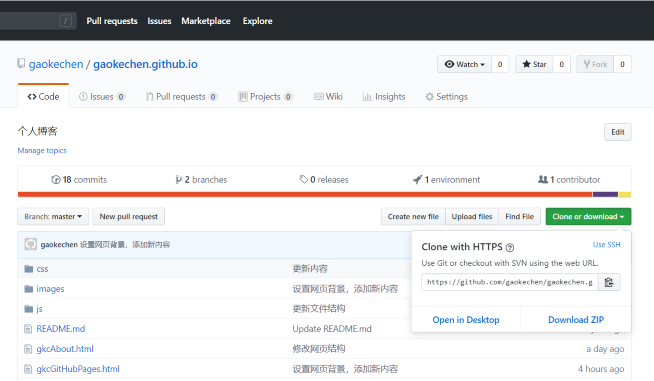 / Pull requests Issues Marketplace Explore
gaokechen / gaokechen.github.io Watch 0 Star 0 Fork 0
Code Issues 0 Pull requests 0 Projects 0 Wiki Insights Settings
个人博客 Edit
Manage topics
18 commits 2 branches 0 releases 1 environment 1 contributor
Branch: master New pull request Create new file Upload files Find File Clone or download
gaokechen 设置网页背景，添加新内容
Clone with HTTPS Use SSH
Use Git or checkout with SVN using the web URL.
https://github.com/gaokechen/gaokechen.g
Open in Desktop Download ZIP
css 更新内容
images 设置网页背景，添加新内容
js 更新文件结构
README.md Update README.md
gkcAbout.html 修改网页结构 a day ago
gkcGitHubPages.html 设置网页背景，添加新内容 4 hours ago